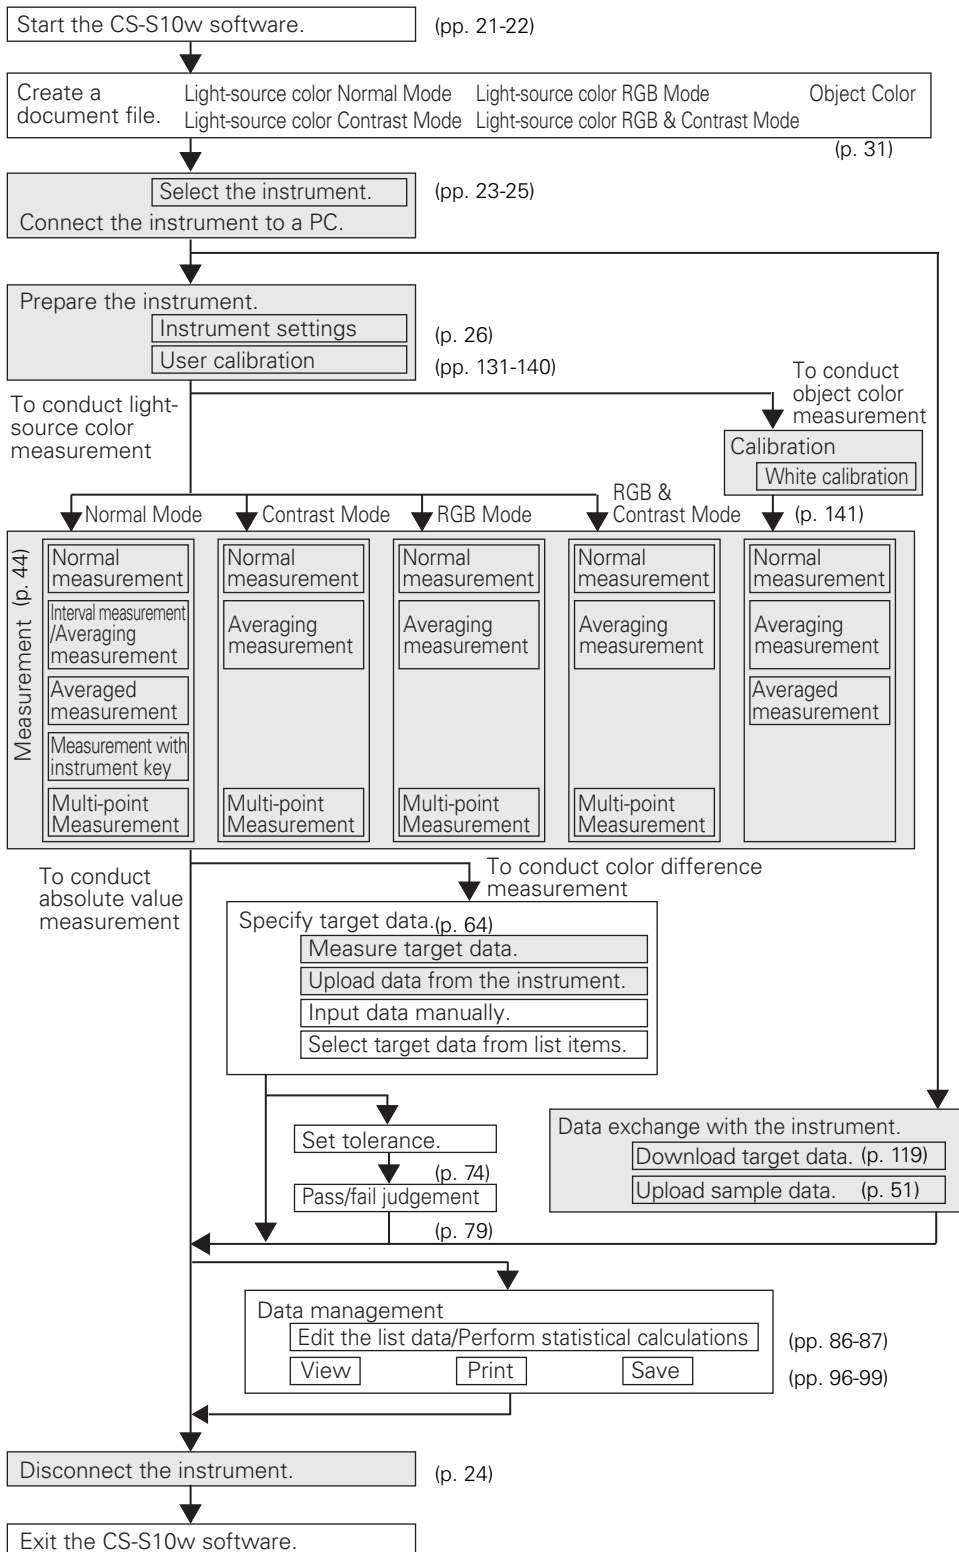 Start the CS-S10w software.
(pp. 21-22)
Create a
document file.
Light-source color Normal Mode
Light-source color RGB Mode
Object Color
Light-source color Contrast Mode
Light-source color RGB & Contrast Mode
(p. 31)
Select the instrument.
(pp. 23-25)
Connect the instrument to a PC.
Prepare the instrument.
Instrument settings
(p. 26)
User calibration
(pp. 131-140)
To conduct light-
source color
measurement
To conduct
object color
measurement
Calibration
White calibration
(p. 141)
Normal Mode
Contrast Mode
RGB Mode
RGB &
Contrast Mode
Measurement (p. 44)
Normal
measurement
Interval measurement
/Averaging
measurement
Averaged
measurement
Measurement with
instrument key
Multi-point
Measurement
Normal
measurement
Averaging
measurement
Multi-point
Measurement
Normal
measurement
Averaging
measurement
Multi-point
Measurement
Normal
measurement
Averaging
measurement
Multi-point
Measurement
Normal
measurement
Averaging
measurement
Averaged
measurement
To conduct
absolute value
measurement
To conduct color difference
measurement
Specify target data.
(p. 64)
Measure target data.
Upload data from the instrument.
Input data manually.
Select target data from list items.
Set tolerance.
(p. 74)
Pass/fail judgement
(p. 79)
Data exchange with the instrument.
Download target data. (p. 119)
Upload sample data. (p. 51)
Data management
Edit the list data/Perform statistical calculations
(pp. 86-87)
View
Print
Save
(pp. 96-99)
Disconnect the instrument.
(p. 24)
Exit the CS-S10w software.